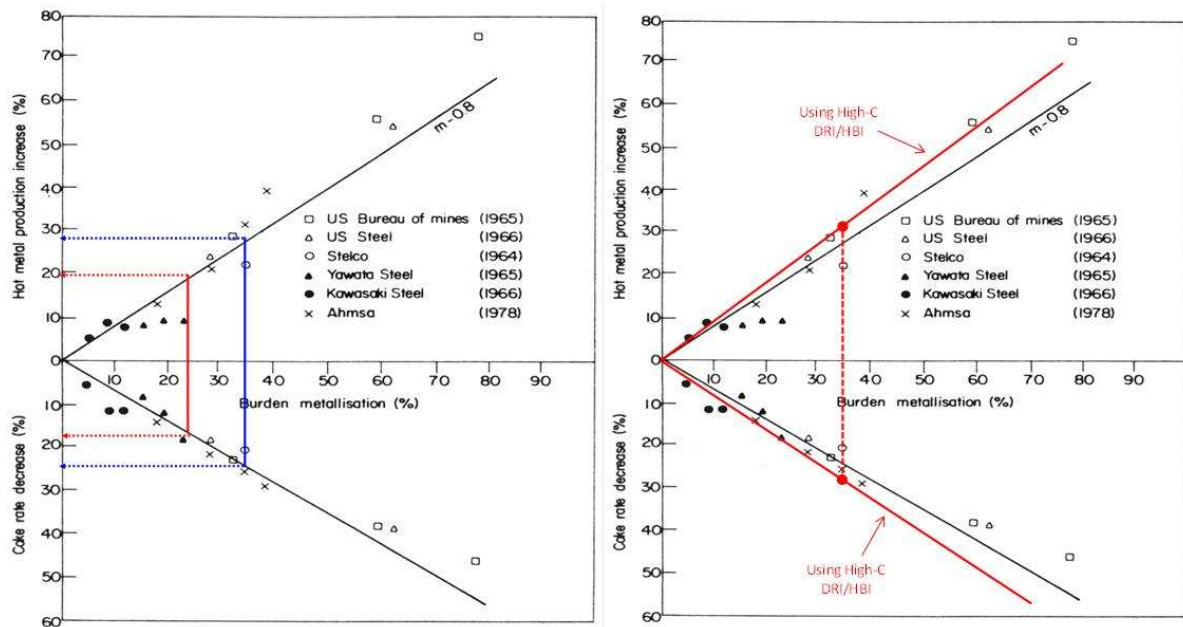 Hot metal production increase (%)
80
70
60
50
40
30
20
10
0
10
20
30
40
50
60
Coke rate decrease (%)
10 20 30 40 50 60 70 80 90 100
Burden metallisation (%)
m-0.8
□ US Bureau of mines (1965)
△ US Steel (1966)
○ Stelco (1964)
▲ Yawata Steel (1965)
● Kawasaki Steel (1966)
× Ahmsa (1978)
Hot metal production increase (%)
80
70
60
50
40
30
20
10
0
10
20
30
40
50
60
Coke rate decrease (%)
10 20 30 40 50 60 70 80 90 100
Burden metallisation (%)
Using High-C
DRI/HBI
m-0.8
□ US Bureau of mines (1965)
△ US Steel (1966)
○ Stelco (1964)
▲ Yawata Steel (1965)
● Kawasaki Steel (1966)
× Ahmsa (1978)
Using High-C
DRI/HBI